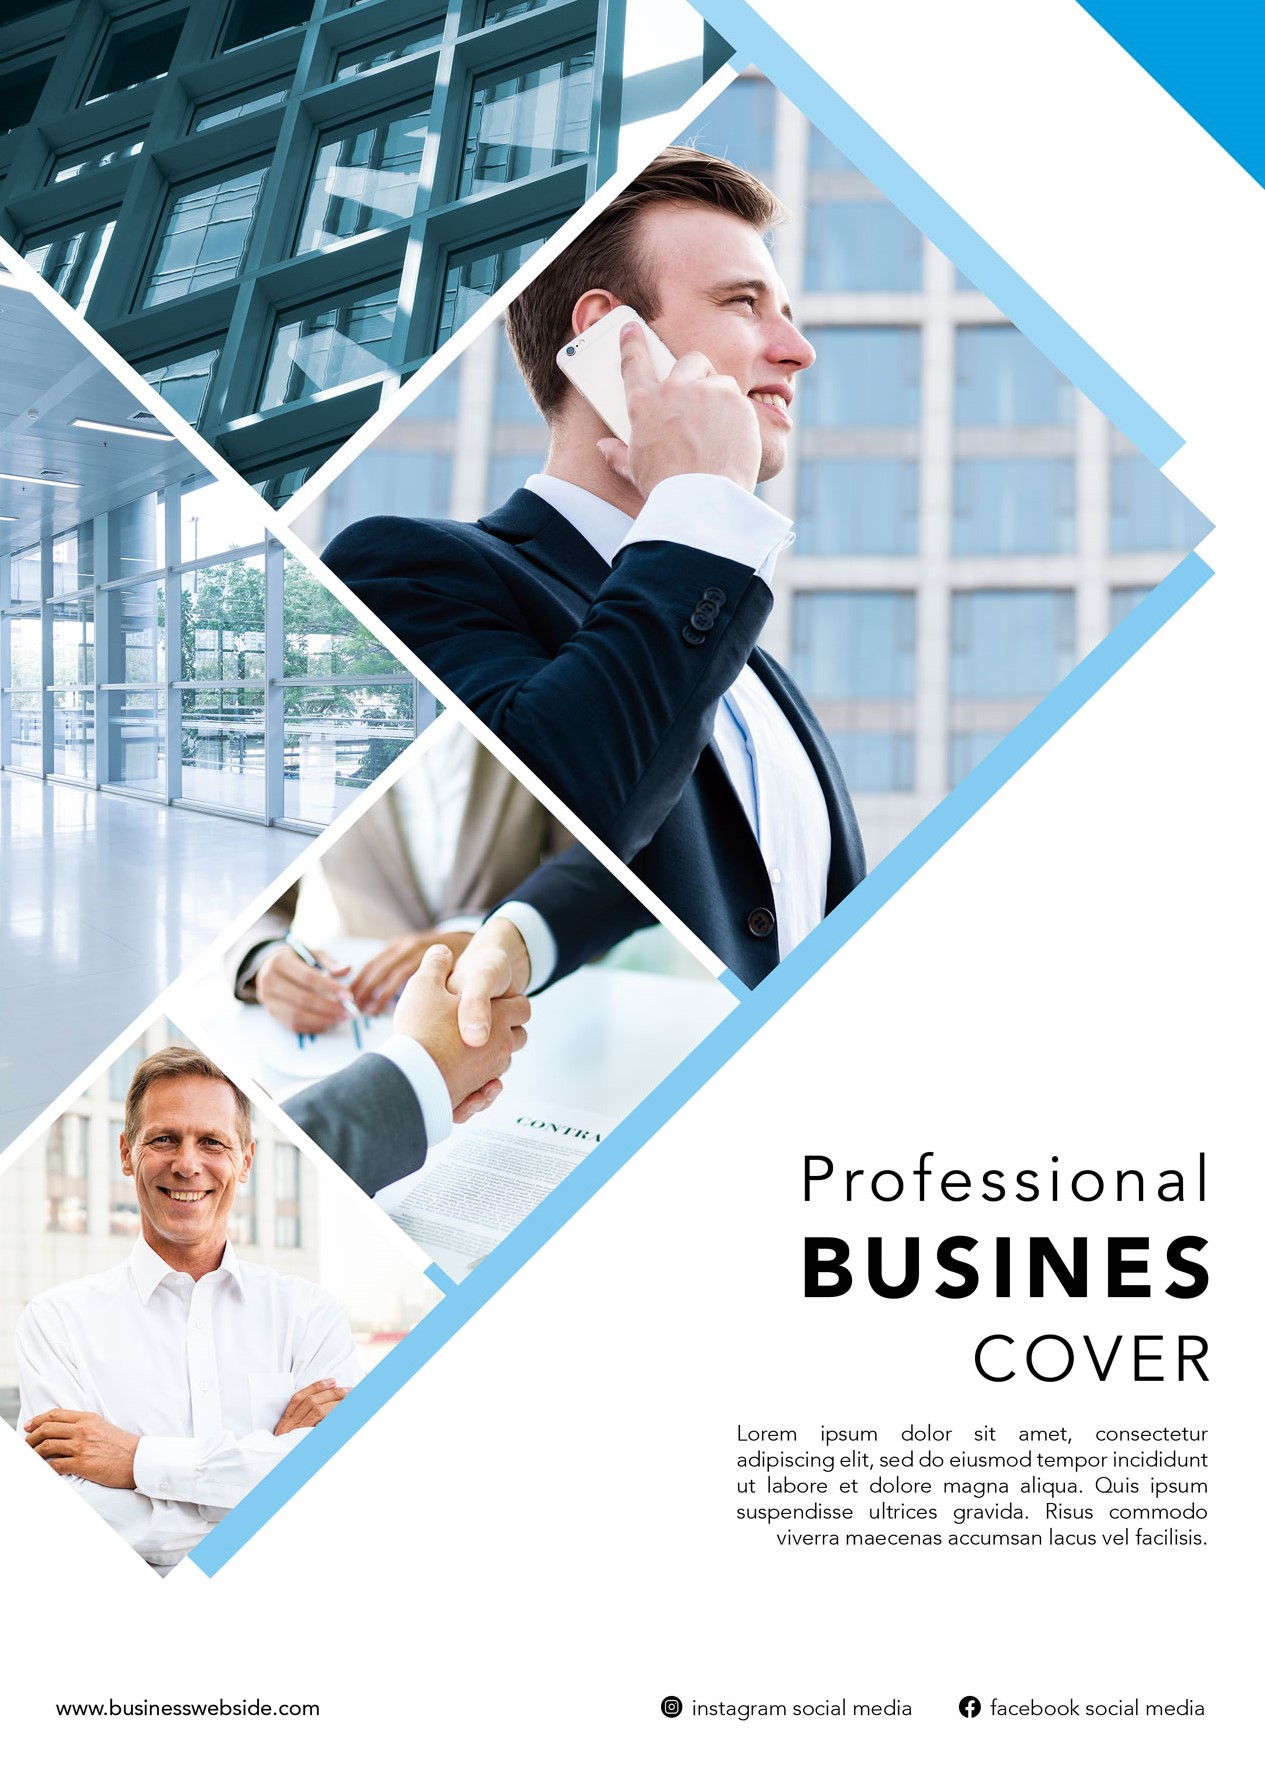 CONTRA
Professional
BUSINES
COVER
Lorem ipsum dolor sit amet, consectetur
adipiscing elit, sed do eiusmod tempor incididunt
ut labore et dolore magna aliqua. Quis ipsum
suspendisse ultrices gravida. Risus commodo
viverra maecenas accumsan lacus vel facilisis.
www.businesswebside.com
instagram social media
facebook social media